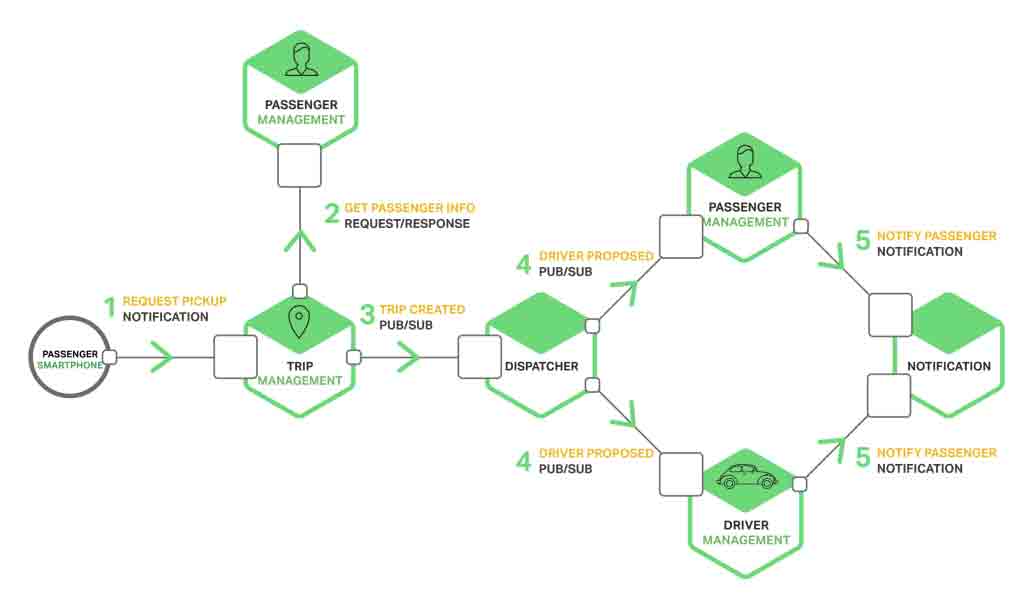 PASSENGER
MANAGEMENT
2 GET PASSENGER INFO
REQUEST/RESPONSE
1 REQUEST PICKUP
NOTIFICATION
PASSENGER
SMARTPHONE
TRIP
MANAGEMENT
3 TRIP CREATED
PUB/SUB
DISPATCHER
4 DRIVER PROPOSED
PUB/SUB
PASSENGER
MANAGEMENT
5 NOTIFY PASSENGER
NOTIFICATION
NOTIFICATION
4 DRIVER PROPOSED
PUB/SUB
DRIVER
MANAGEMENT
5 NOTIFY PASSENGER
NOTIFICATION